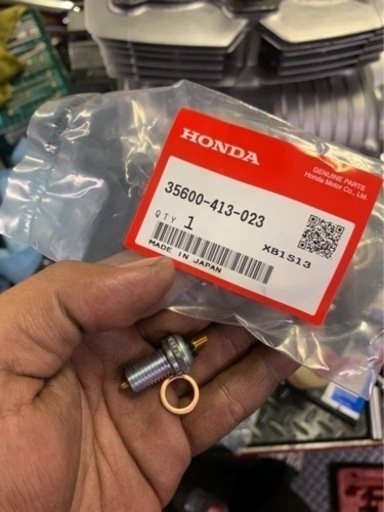 HONDA
GENUINE PARTS
Honda Motor Co., Ltd.
35600-413-023
QTY 1
XB1S13
MADE IN JAPAN